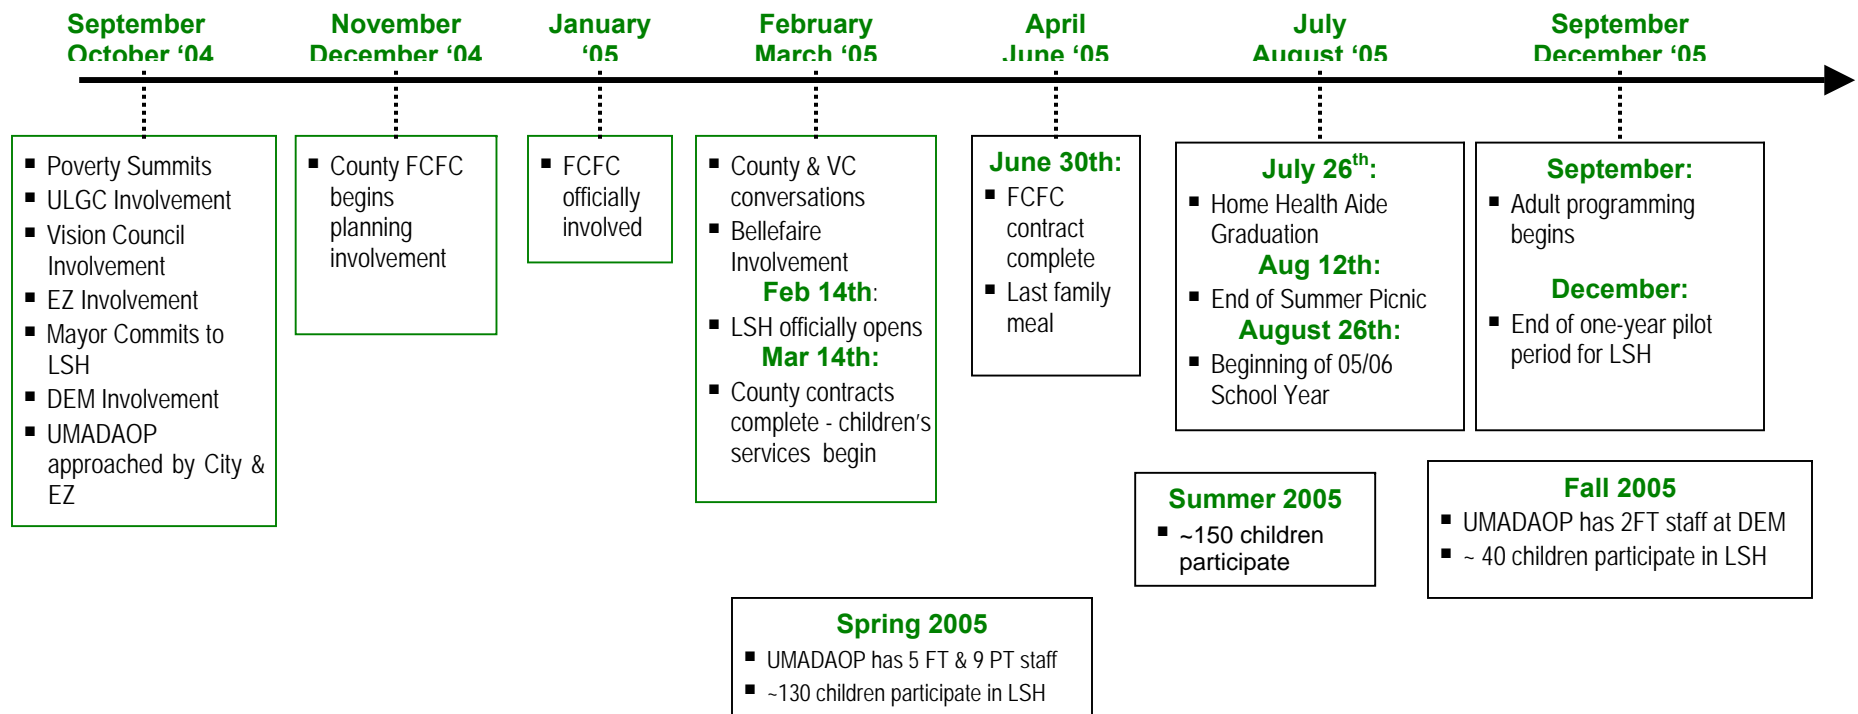 September
October ‘04
November
December ‘04
January
‘05
February
March ‘05
April
June ‘05
July
August ‘05
September
December ‘05
▪ Poverty Summits
▪ ULGC Involvement
▪ Vision Council
Involvement
▪ EZ Involvement
▪ Mayor Commits to
LSH
▪ DEM Involvement
▪ UMADAOP
approached by City &
EZ
▪ County FCFC
begins
planning
involvement
▪ FCFC
officially
involved
▪ County & VC
conversations
▪ Bellefaire
Involvement
Feb 14th:
▪ LSH officially opens
Mar 14th:
▪ County contracts
complete - children’s
services begin
June 30th:
▪ FCFC
contract
complete
▪ Last family
meal
July 26th:
▪ Home Health Aide
Graduation
Aug 12th:
▪ End of Summer Picnic
August 26th:
▪ Beginning of 05/06
School Year
September:
▪ Adult programming
begins
December:
▪ End of one-year pilot
period for LSH
Summer 2005
▪ ~150 children
participate
Fall 2005
▪ UMADAOP has 2FT staff at DEM
▪ ~ 40 children participate in LSH
Spring 2005
▪ UMADAOP has 5 FT & 9 PT staff
▪ ~130 children participate in LSH